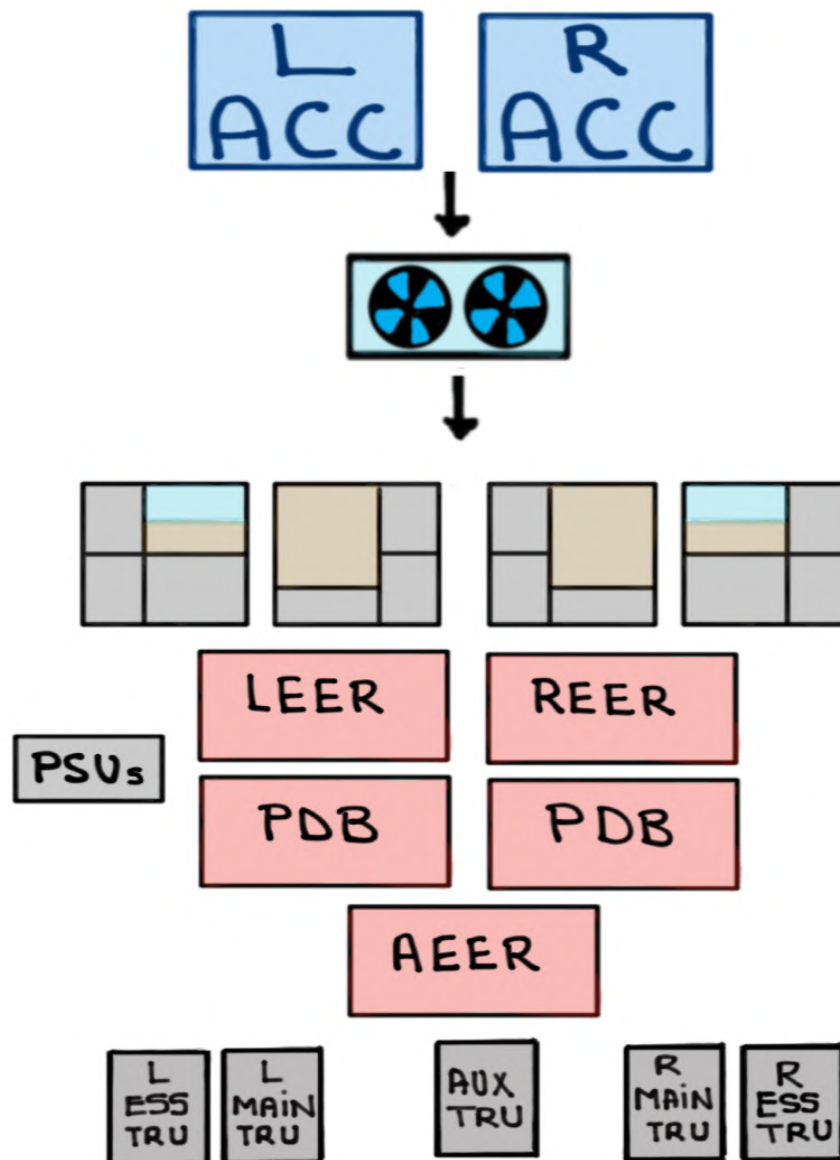 L
ACC
R
ACC
LEER
REER
PSUs
PDB
PDB
AEER
L
ESS
TRU
L
MAIN
TRU
AUX
TRU
R
MAIN
TRU
R
ESS
TRU